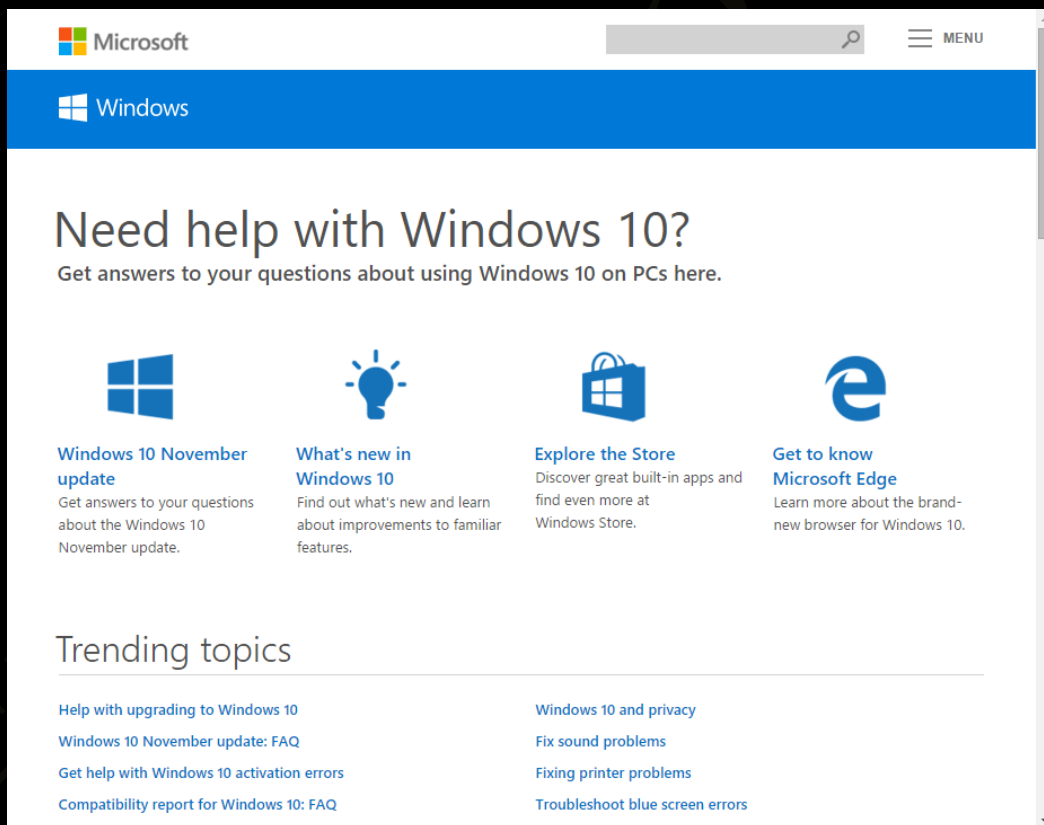 Microsoft
MENU
Windows
Need help with Windows 10?
Get answers to your questions about using Windows 10 on PCs here.
Windows 10 November
update
Get answers to your questions
about the Windows 10
November update.
What's new in
Windows 10
Find out what's new and learn
about improvements to familiar
features.
Explore the Store
Discover great built-in apps and
find even more at
Windows Store.
Get to know
Microsoft Edge
Learn more about the brand-
new browser for Windows 10.
Trending topics
Help with upgrading to Windows 10
Windows 10 November update: FAQ
Get help with Windows 10 activation errors
Compatibility report for Windows 10: FAQ
Windows 10 and privacy
Fix sound problems
Fixing printer problems
Troubleshoot blue screen errors